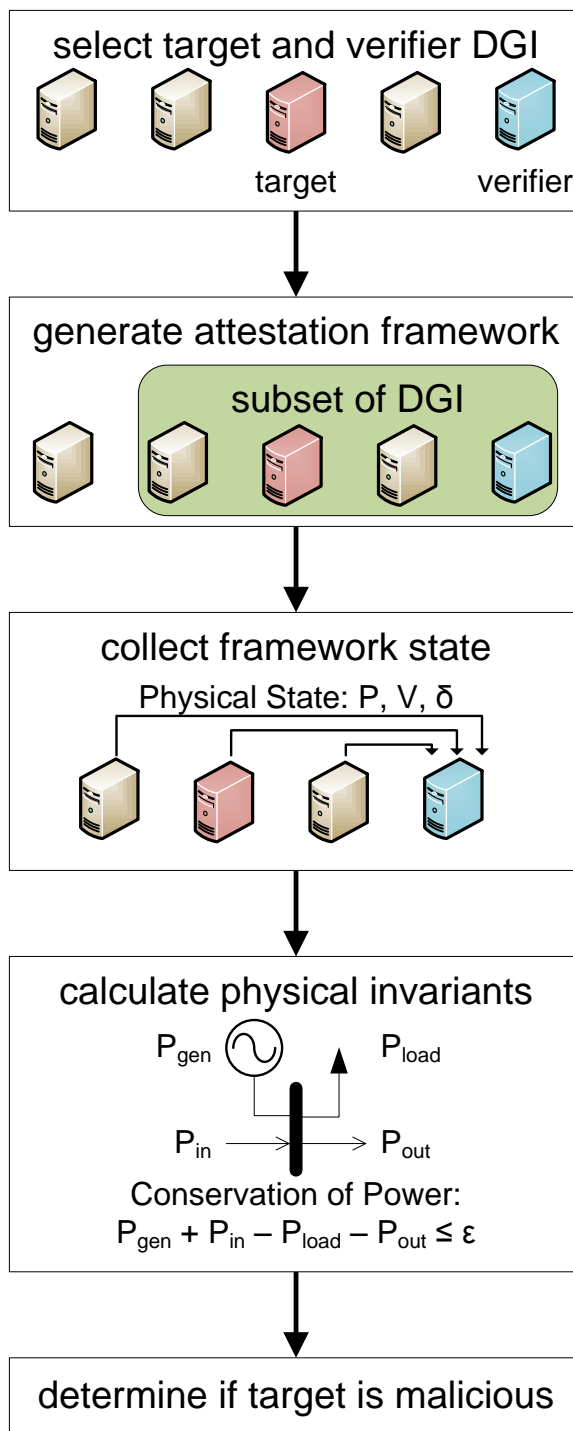 select target and verifier DGI
target
verifier
generate attestation framework
subset of DGI
collect framework state
Physical State: P, V, δ
calculate physical invariants
P_gen
P_load
P_in
P_out
Conservation of Power:
P_gen + P_in – P_load – P_out ≤ ε
determine if target is malicious